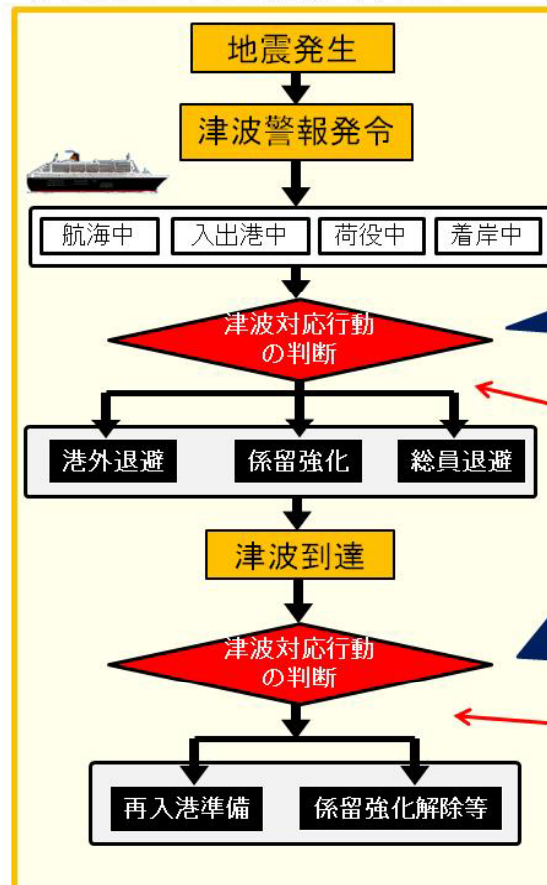 地震発生
津波警報発令
航海中 入出港中 荷役中 着岸中
津波対応行動
の判断
港外退避 係留強化 総員退避
津波到達
津波対応行動
の判断
再入港準備 係留強化解除等